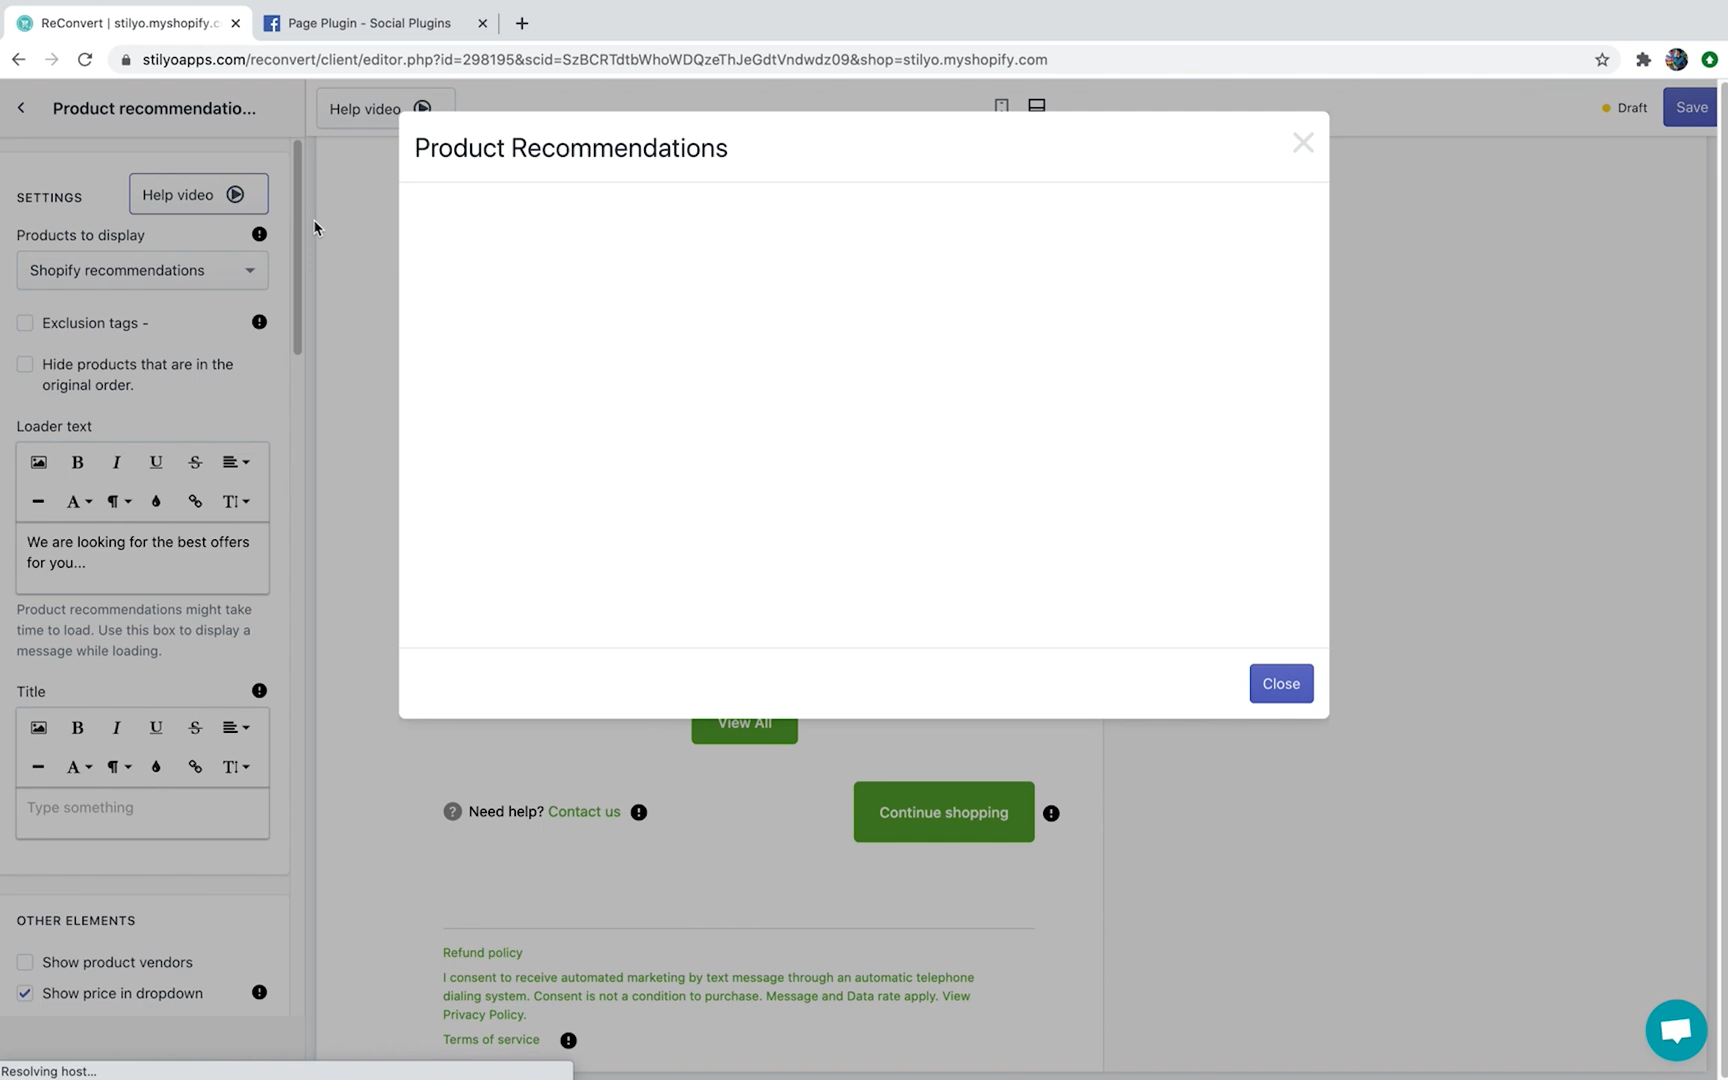 ReConvert | stilyo.myshopify.c
Page Plugin - Social Plugins
stilyoapps.com/reconvert/client/editor.php?id=298195&scid=SzBCRTdtbWhoWDQzeThJeGdtVndwdz09&shop=stilyo.myshopify.com
Product recommendatio...
Help video
Draft
Save
Product Recommendations
SETTINGS
Help video
Products to display
Shopify recommendations
Exclusion tags -
Hide products that are in the
original order.
Loader text
B I U S
A ¶ T
We are looking for the best offers
for you...
Product recommendations might take
time to load. Use this box to display a
message while loading.
Title
B I U S
A ¶ T
Type something
Close
View All
Need help? Contact us
Continue shopping
OTHER ELEMENTS
Show product vendors
Show price in dropdown
Refund policy
I consent to receive automated marketing by text message through an automatic telephone
dialing system. Consent is not a condition to purchase. Message and Data rate apply. View
Privacy Policy.
Terms of service
Resolving host...